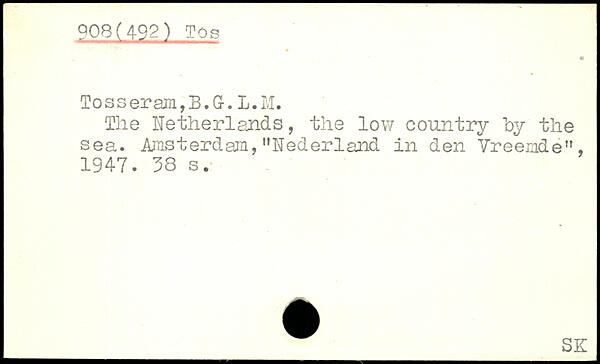 908(492) Tos
Tosseram,B.G.L.M.
The Netherlands, the low country by the
sea. Amsterdam,"Nederland in den Vreemde",
1947. 38 s.
SK